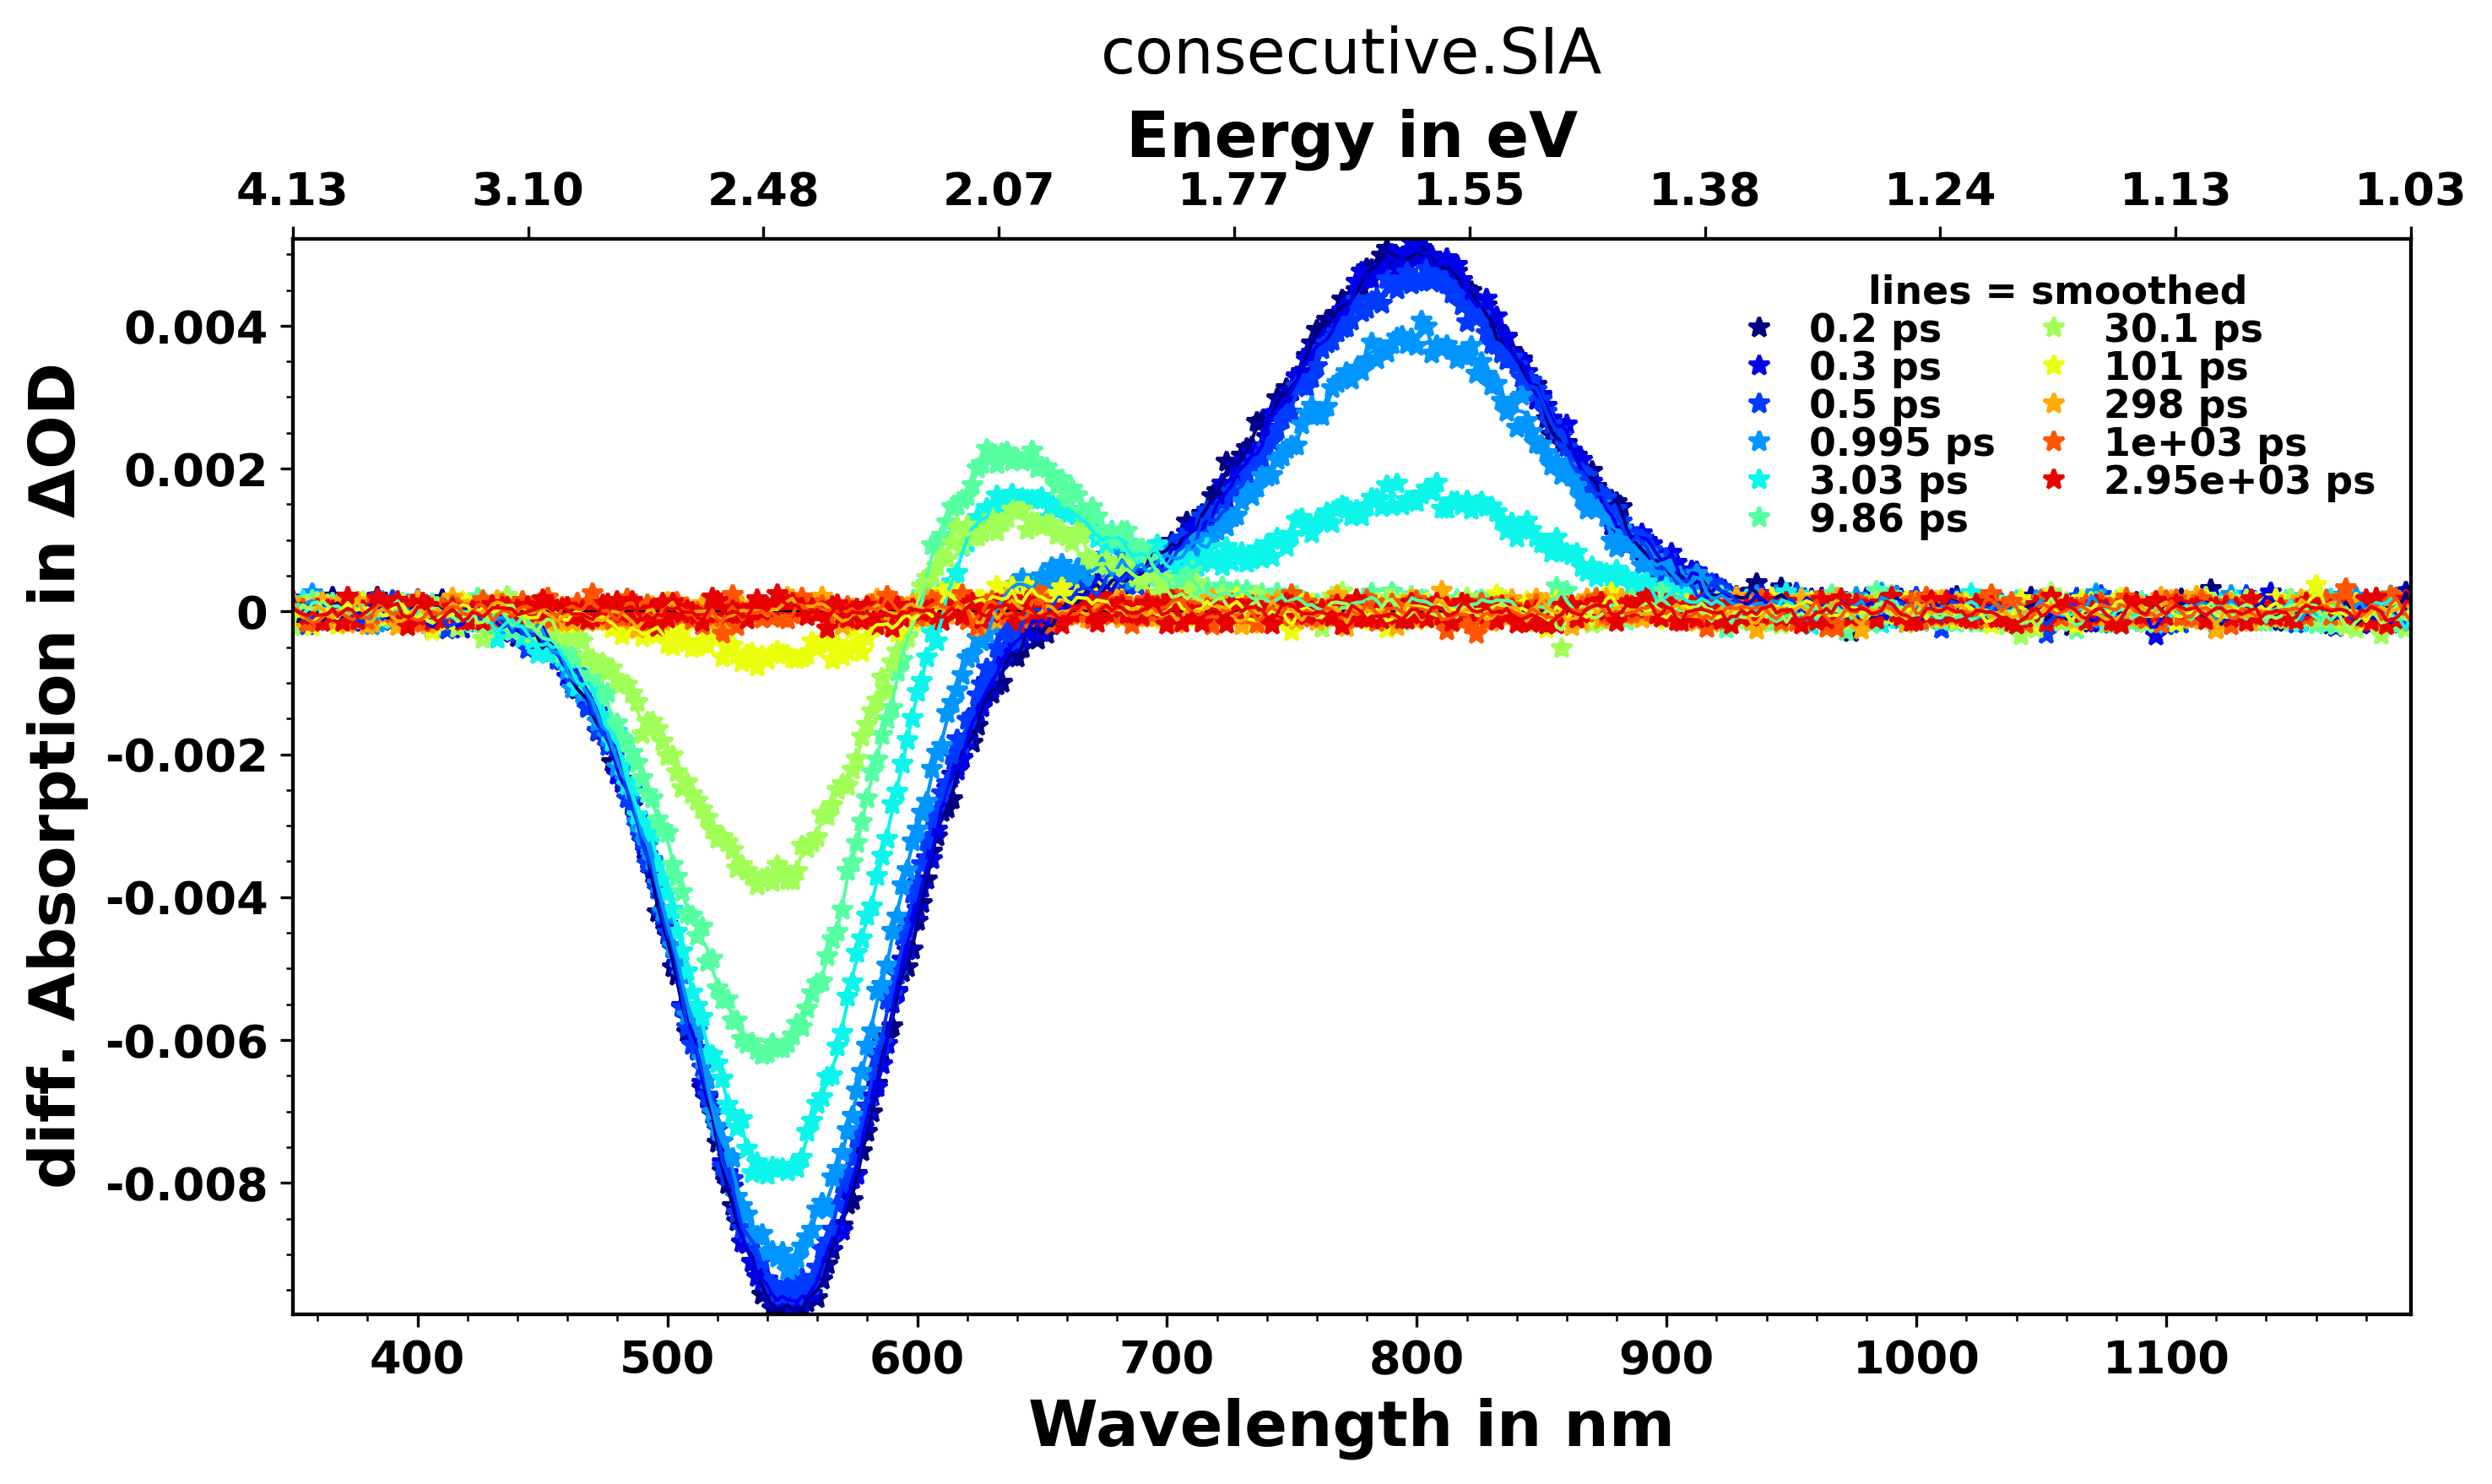 consecutive.SIA
Energy in eV
4.13 3.10 2.48 2.07 1.77 1.55 1.38 1.24 1.13 1.03
diff. Absorption in ΔOD
0.004
0.002
0
-0.002
-0.004
-0.006
-0.008
lines = smoothed
0.2 ps
0.3 ps
0.5 ps
0.995 ps
3.03 ps
9.86 ps
30.1 ps
101 ps
298 ps
1e+03 ps
2.95e+03 ps
400 500 600 700 800 900 1000 1100
Wavelength in nm